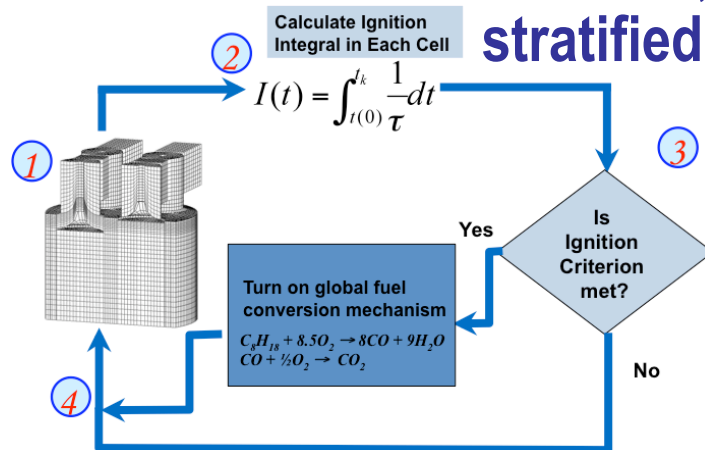 Calculate Ignition
Integral in Each Cell
stratified
2
I(t) = ∫_{t(0)}^{t_k} 1/τ dt
1
3
Is
Ignition
Criterion
met?
Yes
Turn on global fuel
conversion mechanism
C₈H₁₈ + 8.5O₂ → 8CO + 9H₂O
CO + ½O₂ → CO₂
No
4